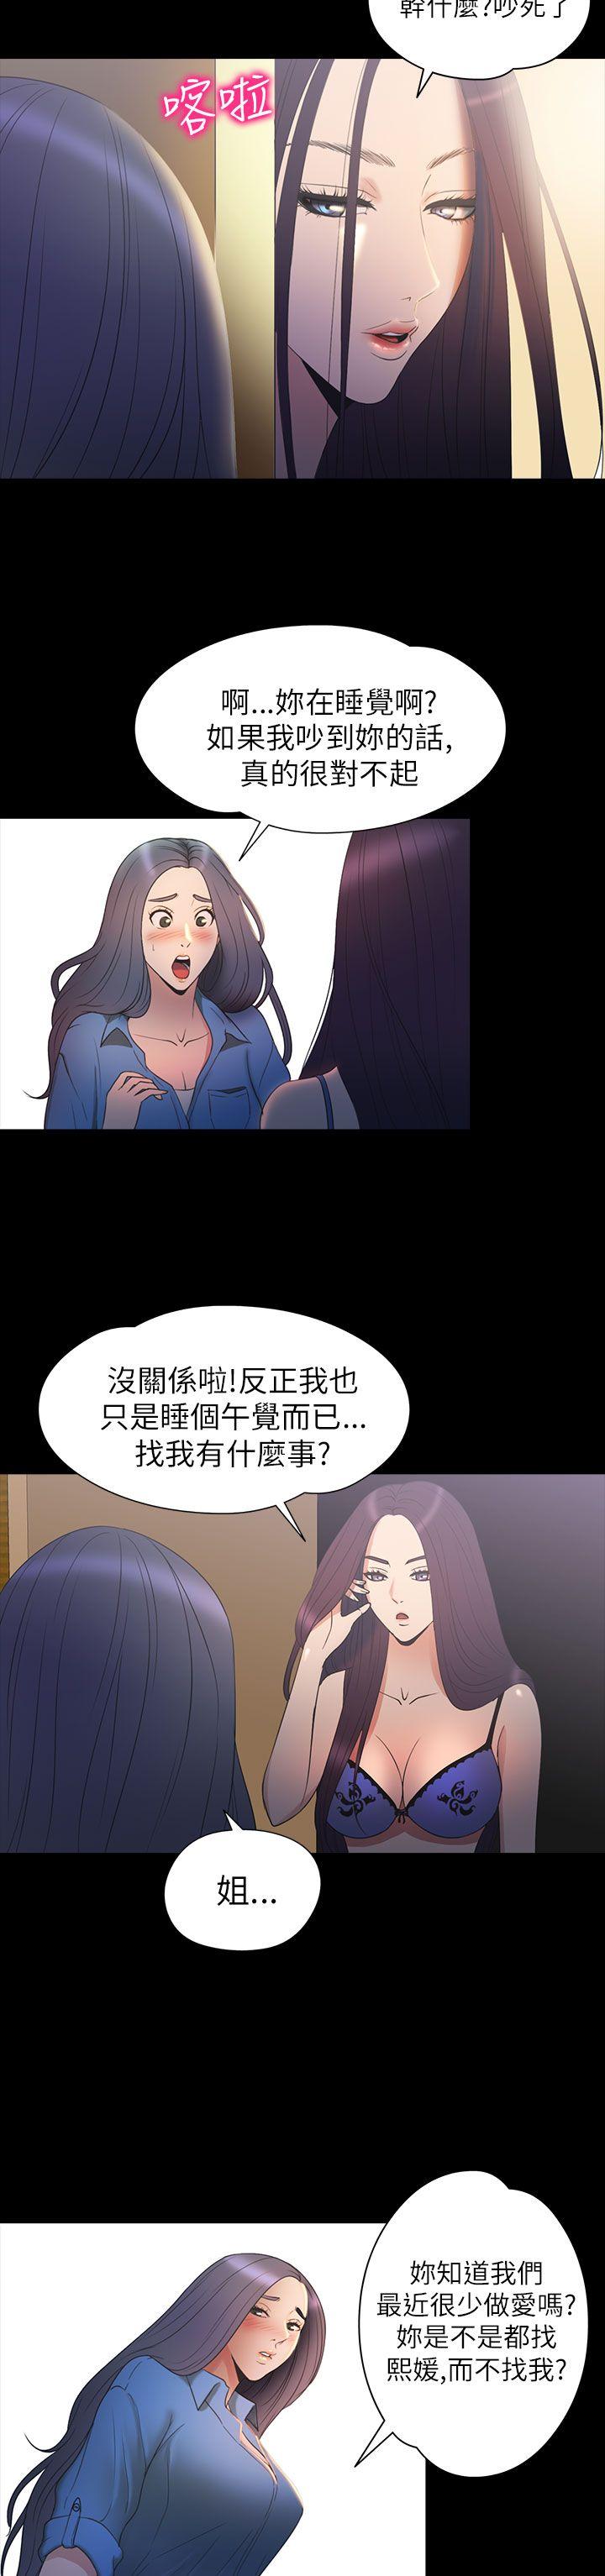 幹什麼?吵死了
喀啦
啊...妳在睡覺啊?
如果我吵到妳的話,
真的很對不起
沒關係啦!反正我也
只是睡個午覺而已...
找我有什麼事?
姐...
妳知道我們
最近很少做愛嗎?
妳是不是都找
熙媛,而不找我?